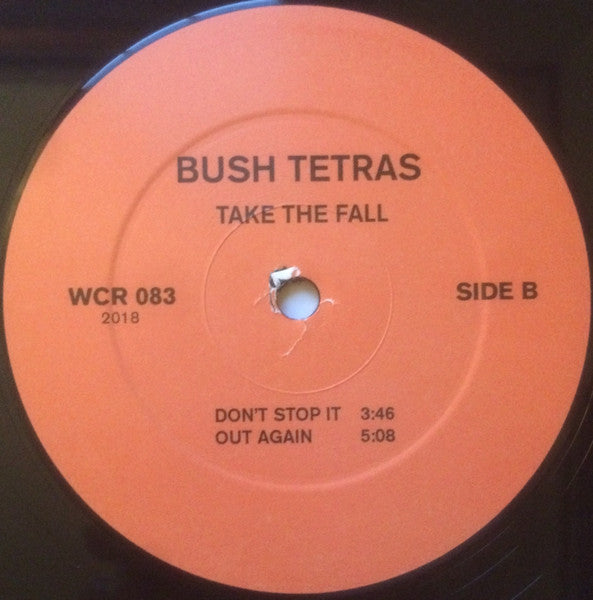 BUSH TETRAS
TAKE THE FALL
WCR 083
2018
SIDE B
DON'T STOP IT 3:46
OUT AGAIN 5:08